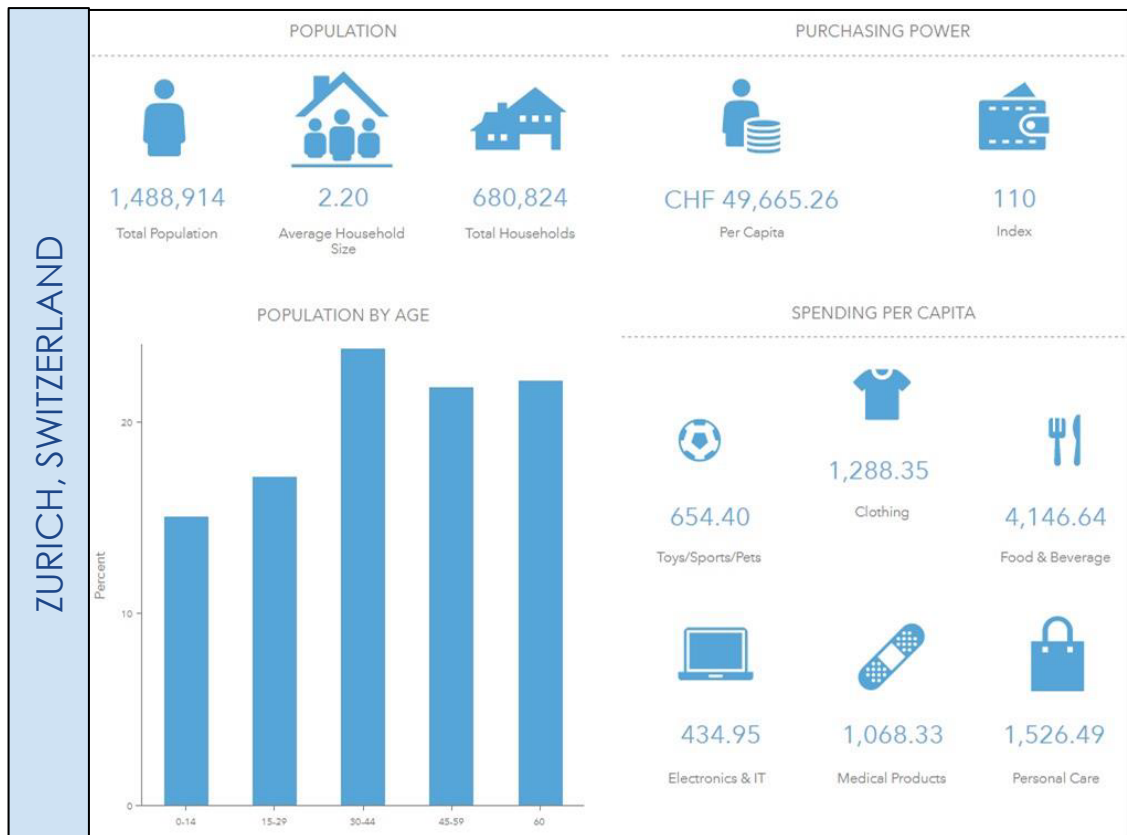 ZURICH, SWITZERLAND
POPULATION
1,488,914
Total Population
2.20
Average Household
Size
680,824
Total Households
PURCHASING POWER
CHF 49,665.26
Per Capita
110
Index
POPULATION BY AGE
Percent
20
10
0
0-14
15-29
30-44
45-59
60
SPENDING PER CAPITA
654.40
Toys/Sports/Pets
1,288.35
Clothing
4,146.64
Food & Beverage
434.95
Electronics & IT
1,068.33
Medical Products
1,526.49
Personal Care